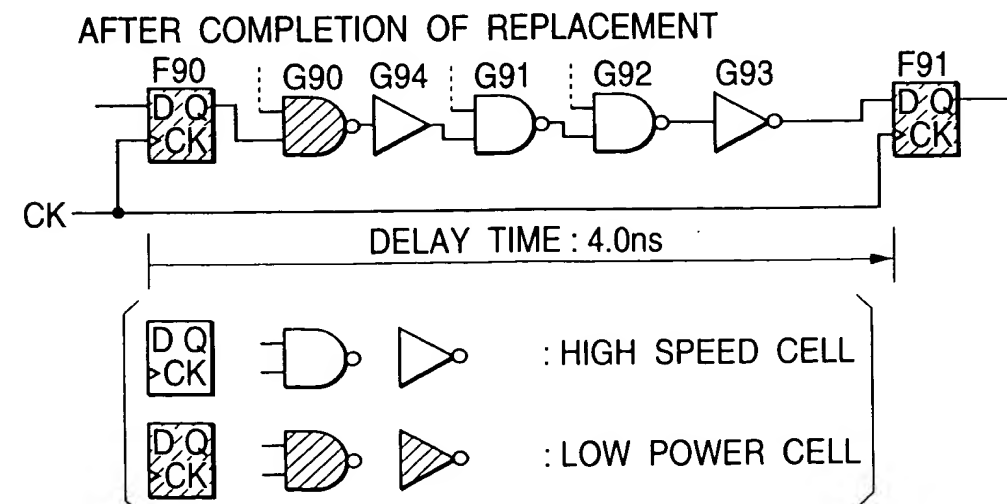 AFTER COMPLETION OF REPLACEMENT
F90 G90 G94 G91 G92 G93 F91
D Q D Q
CK CK
CK
DELAY TIME : 4.0ns
D Q
CK : HIGH SPEED CELL
D Q
CK : LOW POWER CELL